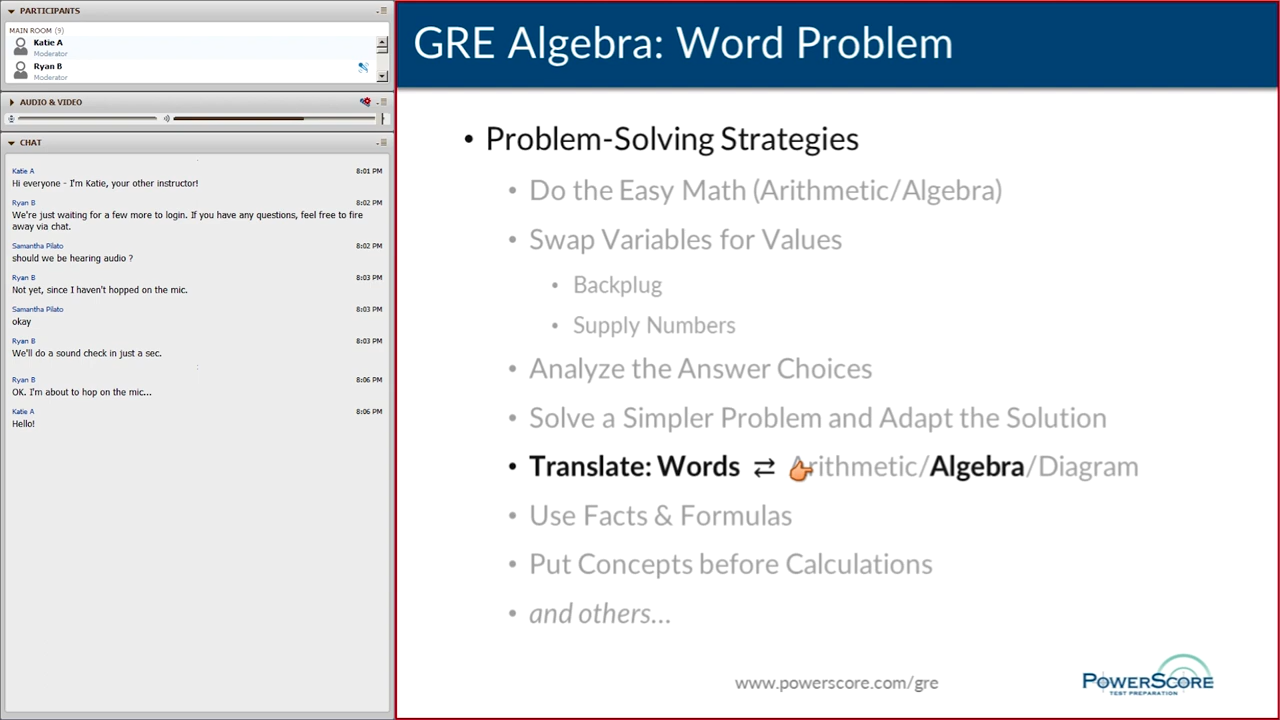 PARTICIPANTS
MAIN ROOM (9)
Katie A
Moderator
Ryan B
Moderator
AUDIO & VIDEO
CHAT
Katie A 8:01 PM
Hi everyone - I'm Katie, your other instructor!
Ryan B 8:02 PM
We're just waiting for a few more to login. If you have any questions, feel free to fire
away via chat.
Samantha Pilato 8:02 PM
should we be hearing audio ?
Ryan B 8:03 PM
Not yet, since I haven't hopped on the mic.
Samantha Pilato 8:03 PM
okay
Ryan B 8:03 PM
We'll do a sound check in just a sec.
Ryan B 8:06 PM
OK. I'm about to hop on the mic...
Katie A 8:06 PM
Hello!
GRE Algebra: Word Problem
• Problem-Solving Strategies
• Do the Easy Math (Arithmetic/Algebra)
• Swap Variables for Values
• Backplug
• Supply Numbers
• Analyze the Answer Choices
• Solve a Simpler Problem and Adapt the Solution
• Translate: Words ⇄ Arithmetic/Algebra/Diagram
• Use Facts & Formulas
• Put Concepts before Calculations
• and others...
www.powerscore.com/gre
POWERSCORE
TEST PREPARATION